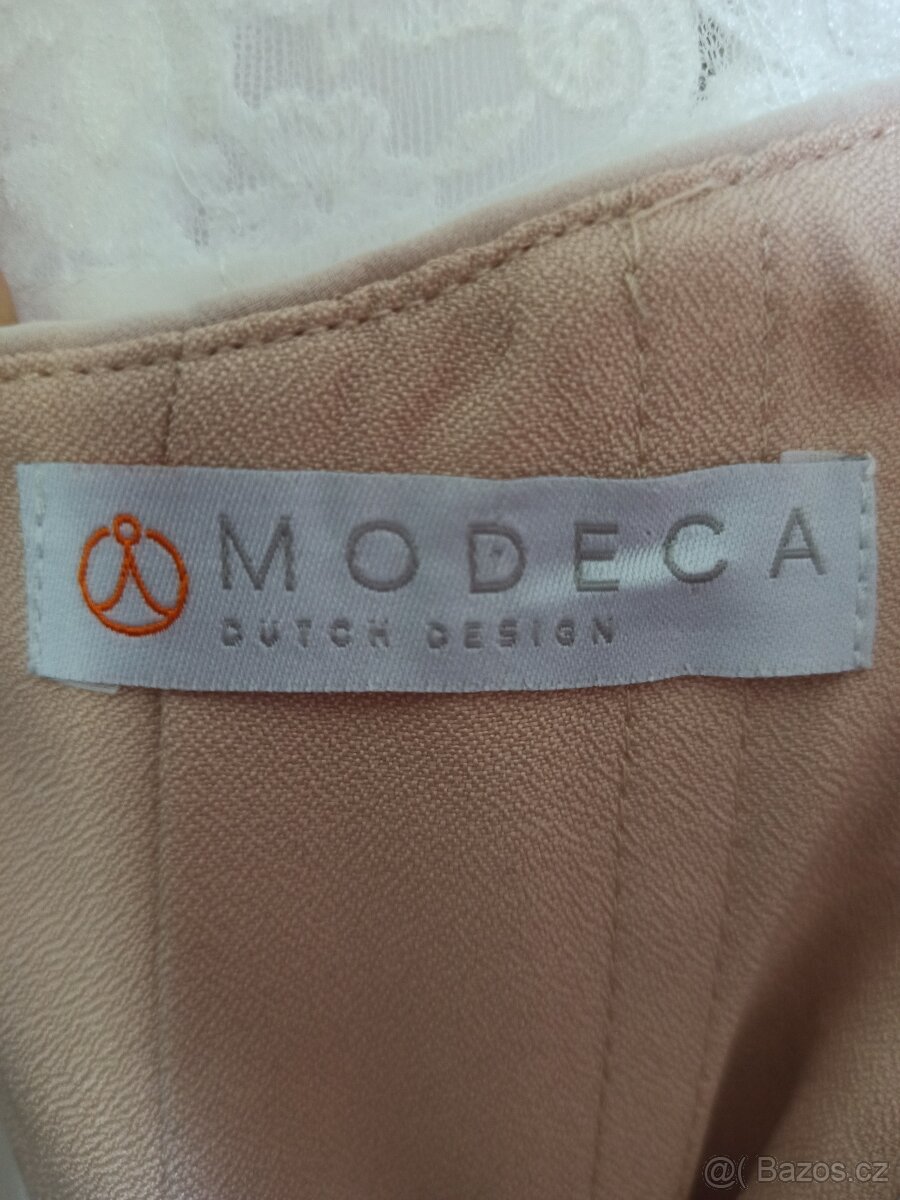 MODECA
DUTCH DESIGN
@( Bazos.cz